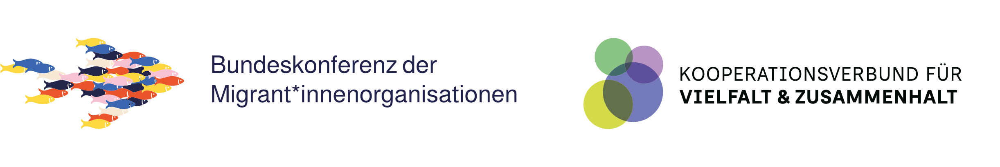 Bundeskonferenz der
Migrant*innenorganisationen
KOOPERATIONSVERBUND FÜR
VIELFALT & ZUSAMMENHALT